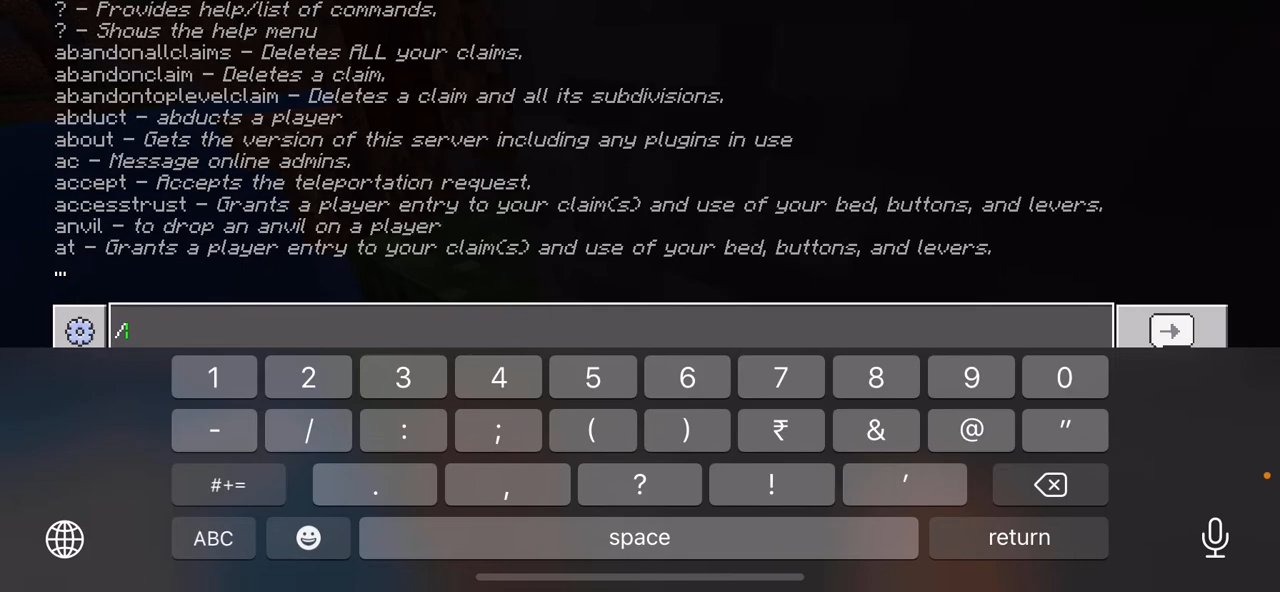 ? - Provides help/list of commands.
? - Shows the help menu
abandonallclaims - Deletes ALL your claims.
abandonclaim - Deletes a claim.
abandontoplevelclaim - Deletes a claim and all its subdivisions.
abduct - abducts a player
about - Gets the version of this server including any plugins in use
ac - Message online admins.
accept - Accepts the teleportation request.
accesstrust - Grants a player entry to your claim(s) and use of your bed, buttons, and levers.
anvil - to drop an anvil on a player
at - Grants a player entry to your claim(s) and use of your bed, buttons, and levers.
...
/
1 2 3 4 5 6 7 8 9 0
- / : ; ( ) ₹ & @ "
#+= . , ? ! '
ABC space return